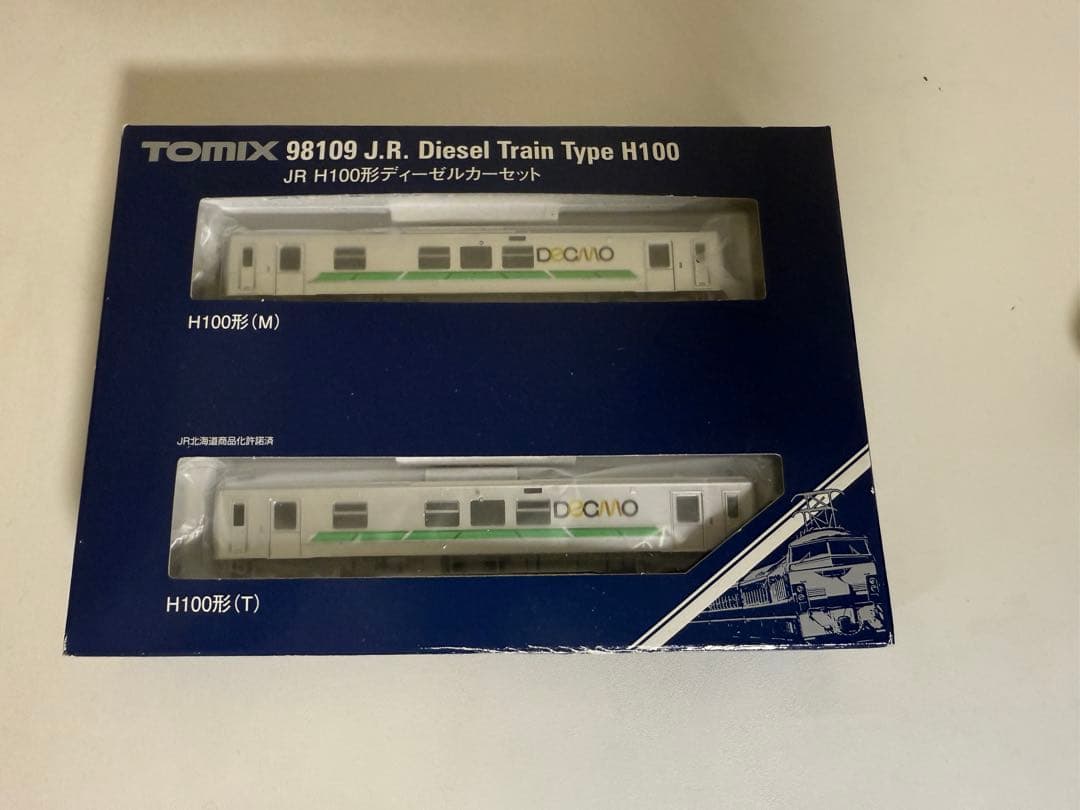 TOMIX 98109 J.R. Diesel Train Type H100
JR H100形ディーゼルカーセット
DECMO
H100形(M)
JR北海道商品化許諾済
DECMO
H100形(T)